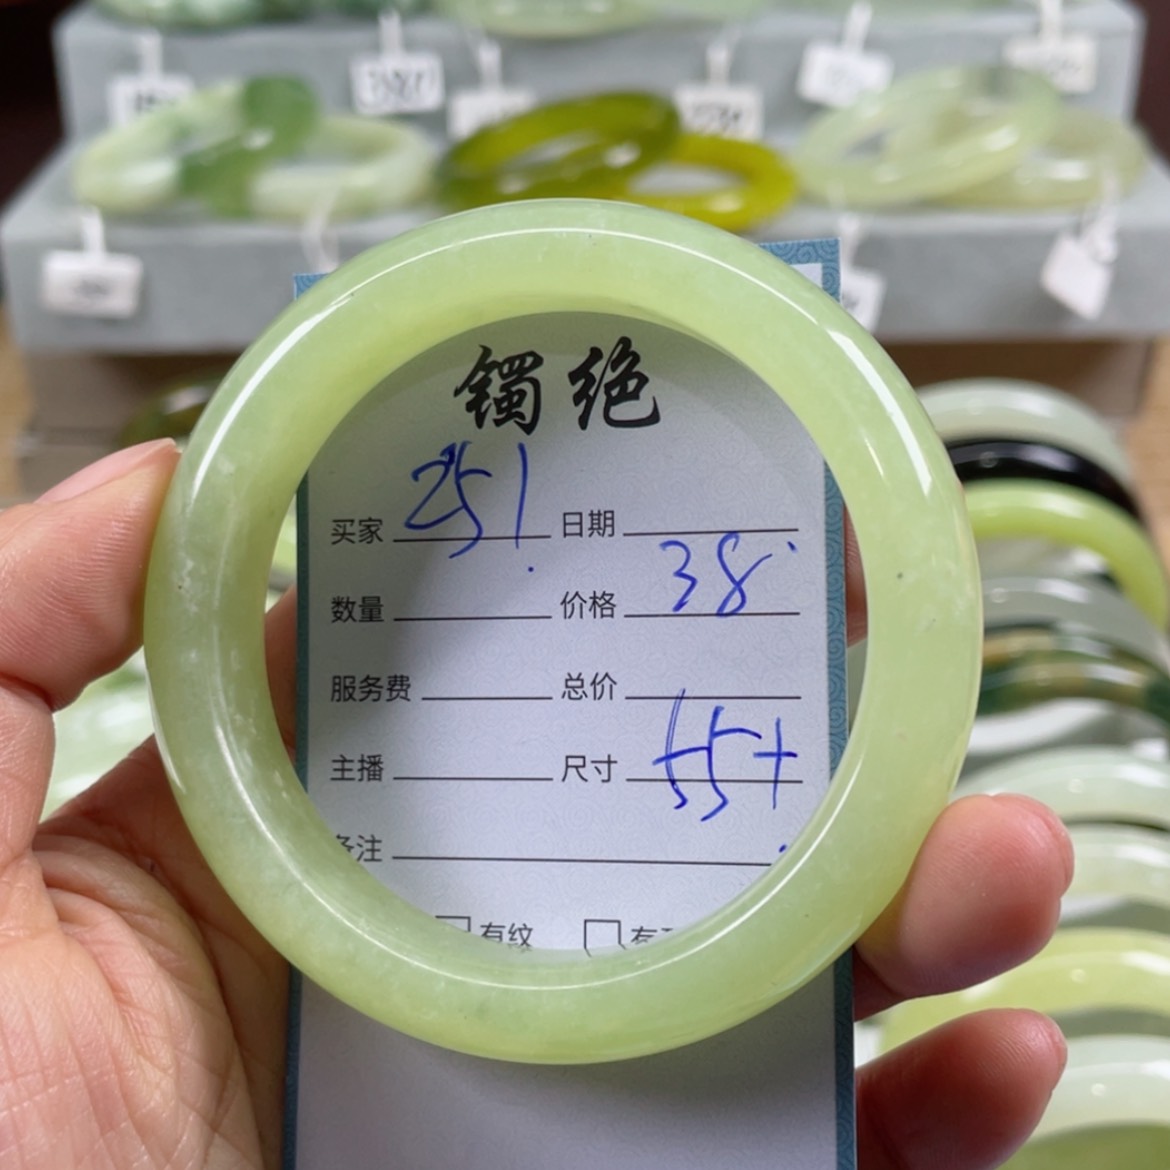 镯绝
买家 251 日期
数量 价格 38
服务费 总价
主播 尺寸 55+
备注
有纹